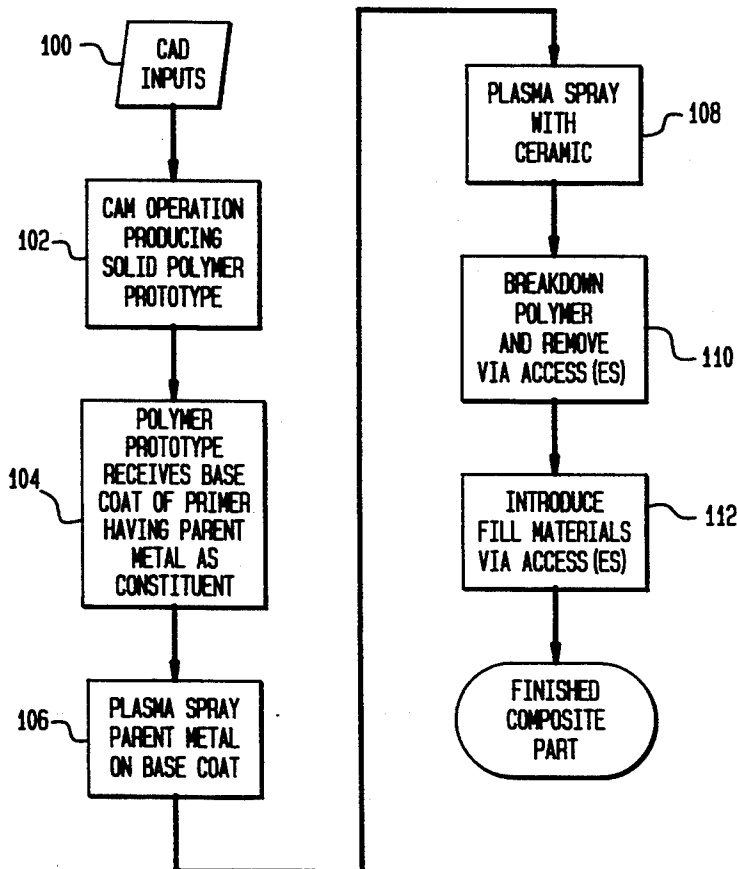 100
CAD
INPUTS
102
CAM OPERATION
PRODUCING
SOLID POLYMER
PROTOTYPE
104
POLYMER
PROTOTYPE
RECEIVES BASE
COAT OF PRIMER
HAVING PARENT
METAL AS
CONSTITUENT
106
PLASMA SPRAY
PARENT METAL
ON BASE COAT
PLASMA SPRAY
WITH
CERAMIC
108
BREAKDOWN
POLYMER
AND REMOVE
VIA ACCESS(ES)
110
INTRODUCE
FILL MATERIALS
VIA ACCESS(ES)
112
FINISHED
COMPOSITE
PART